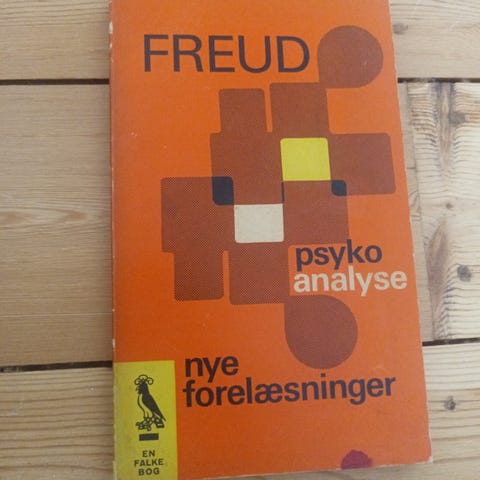 FREUD
psyko
analyse
nye
forelæsninger
EN
FALKE
BOG